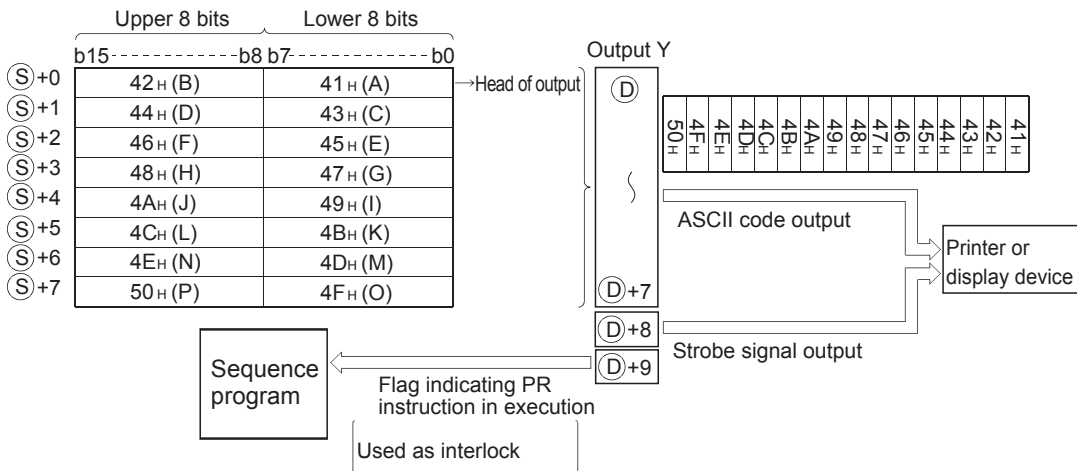 Upper 8 bits Lower 8 bits
b15 b8 b7 b0
Ⓢ+0 42H (B) 41H (A) →Head of output
Ⓢ+1 44H (D) 43H (C)
Ⓢ+2 46H (F) 45H (E)
Ⓢ+3 48H (H) 47H (G)
Ⓢ+4 4AH (J) 49H (I)
Ⓢ+5 4CH (L) 4BH (K)
Ⓢ+6 4EH (N) 4DH (M)
Ⓢ+7 50H (P) 4FH (O)
Output Y
Ⓓ
Ⓓ+7
Ⓓ+8
Ⓓ+9
50H 4FH 4EH 4DH 4CH 4BH 4AH 49H 48H 47H 46H 45H 44H 43H 42H 41H
ASCII code output
Printer or
display device
Strobe signal output
Sequence
program
Flag indicating PR
instruction in execution
Used as interlock